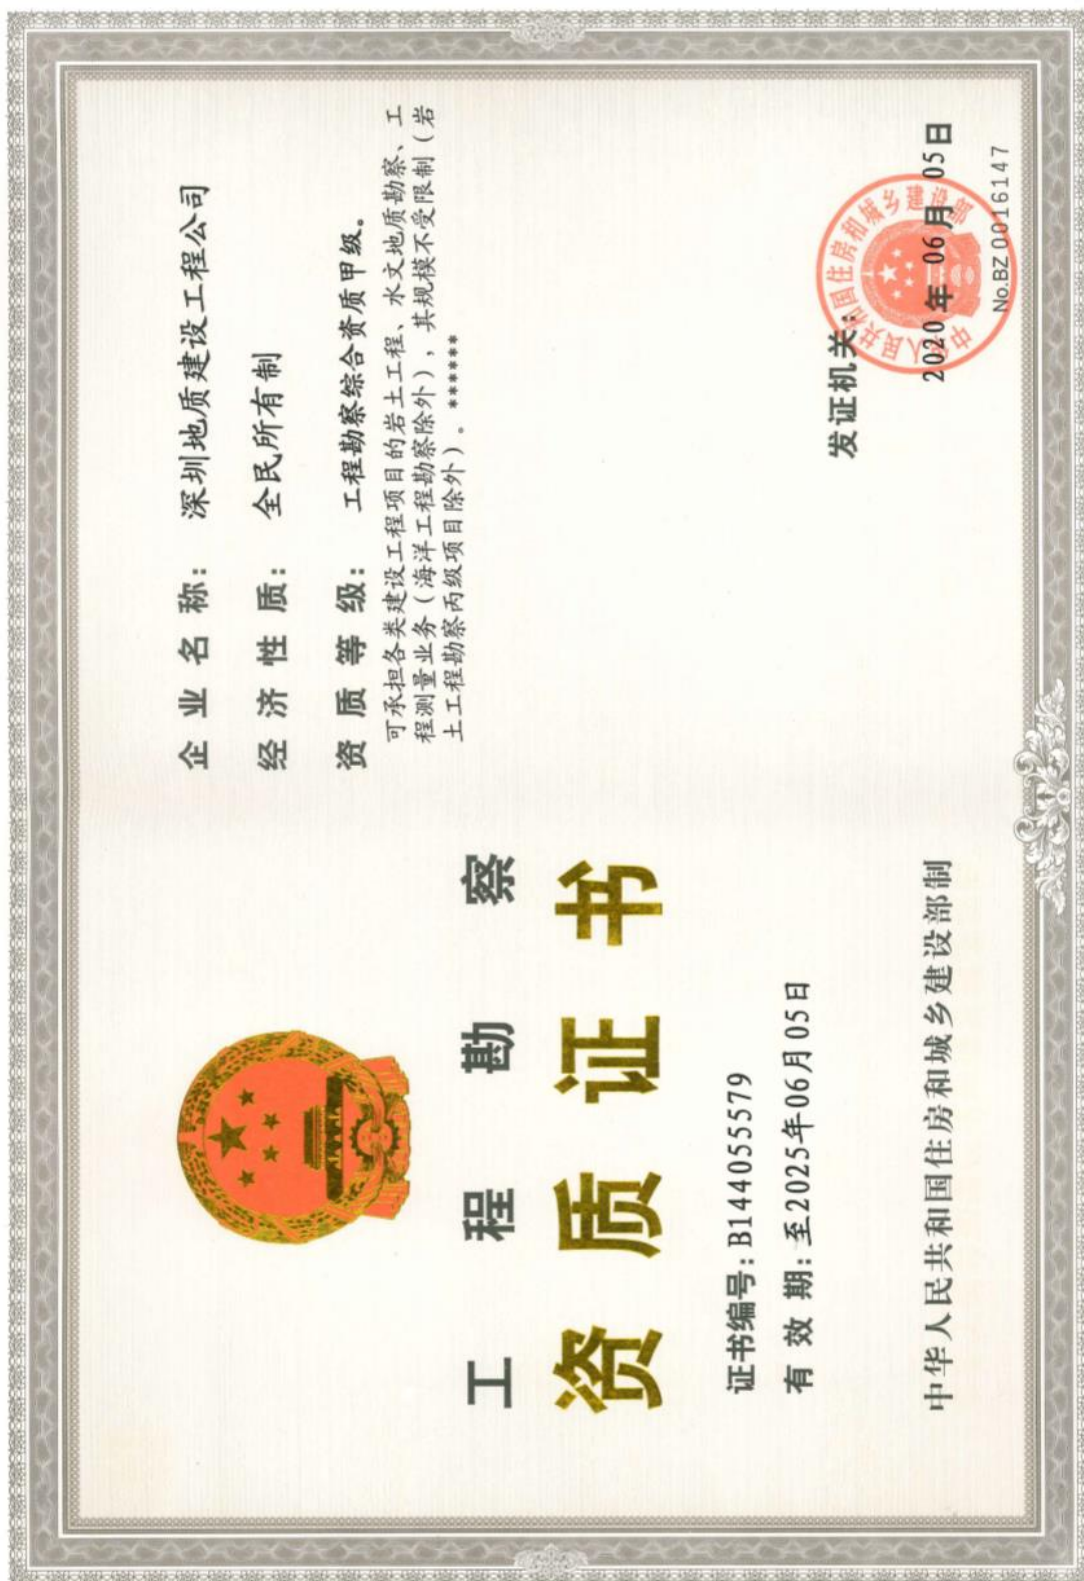 工程勘察
资质证书
证书编号:B144055579
有效期:至2025年06月05日
中华人民共和国住房和城乡建设部制
企业名称: 深圳地质建设工程公司
经济性质: 全民所有制
资质等级: 工程勘察综合资质甲级。
可承担各类建设工程项目的岩土工程、水文地质勘察、工
程测量业务(海洋工程勘察除外),其规模不受限制(岩
土工程勘察丙级项目除外)。******
发证机关:
中华人民共和国住房和城乡建设部
2020年06月05日
No.BZ 0016147